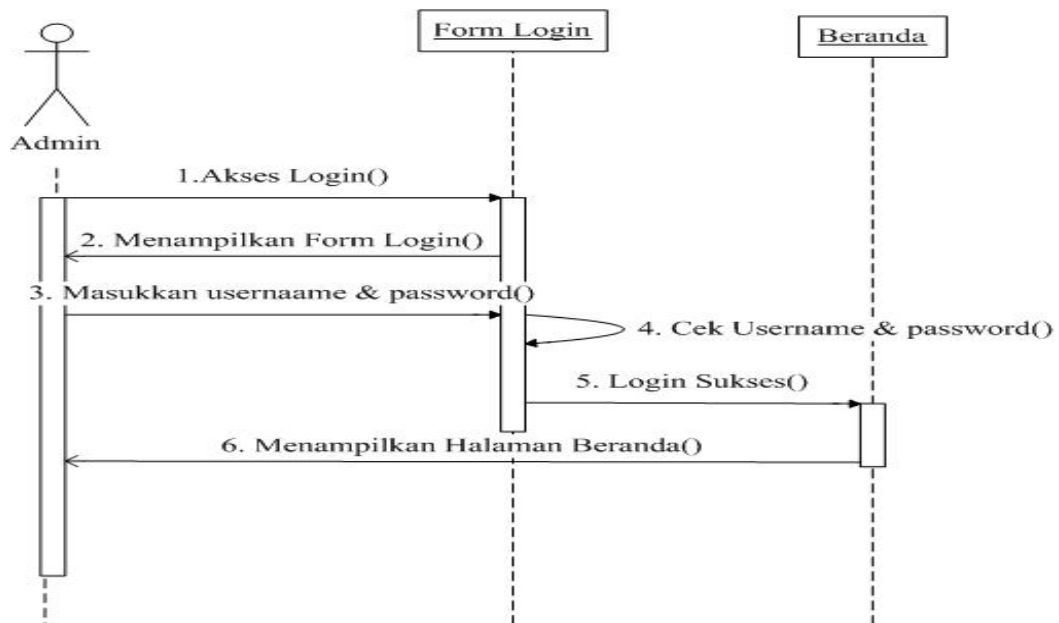 Form Login
Beranda
Admin
1.Akses Login()
2. Menampilkan Form Login()
3. Masukkan usernaame & password()
4. Cek Username & password()
5. Login Sukses()
6. Menampilkan Halaman Beranda()